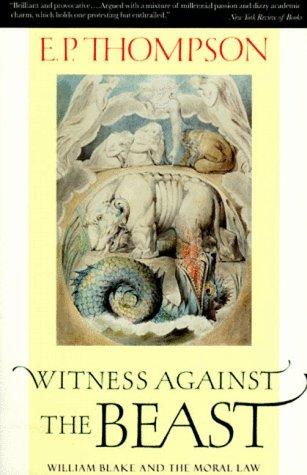 "Brilliant and provocative....Argued with a mixture of millennial passion and dizzy academic
charm, which holds one protesting but enthralled."
— New York Review of Books
E.P. THOMPSON
WITNESS AGAINST
THE BEAST
WILLIAM BLAKE AND THE MORAL LAW